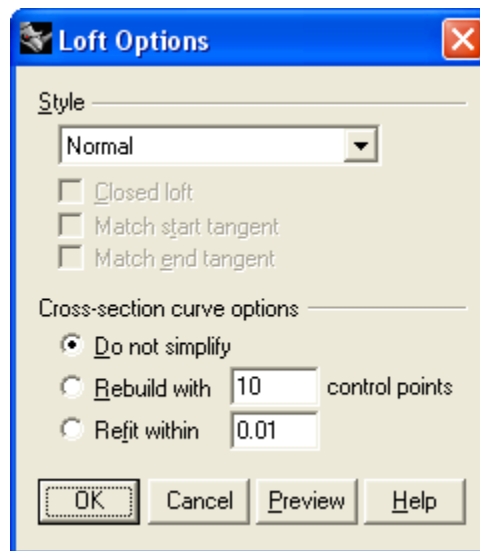 Loft Options
Style
Normal
Closed loft
Match start tangent
Match end tangent
Cross-section curve options
Do not simplify
Rebuild with 10 control points
Refit within 0.01
OK Cancel Preview Help